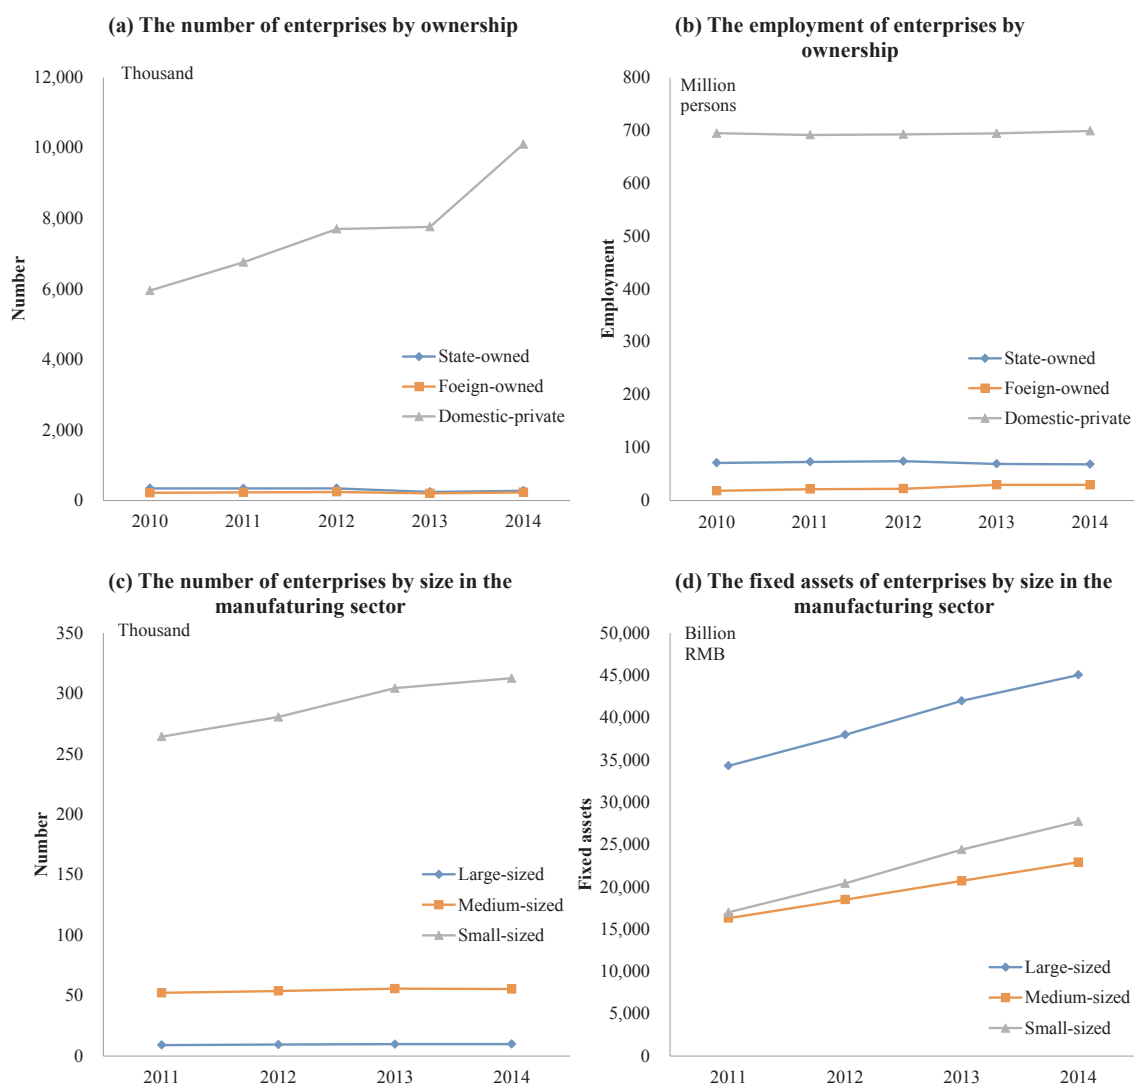 (a) The number of enterprises by ownership
Thousand
12,000
10,000
8,000
6,000
4,000
2,000
0
Number
State-owned
Foeign-owned
Domestic-private
2010 2011 2012 2013 2014
(b) The employment of enterprises by
ownership
Million
persons
800
700
600
500
400
300
200
100
0
Employment
State-owned
Foeign-owned
Domestic-private
2010 2011 2012 2013 2014
(c) The number of enterprises by size in the
manufaturing sector
Thousand
350
300
250
200
150
100
50
0
Number
Large-sized
Medium-sized
Small-sized
2011 2012 2013 2014
(d) The fixed assets of enterprises by size in the
manufacturing sector
Billion
RMB
50,000
45,000
40,000
35,000
30,000
25,000
20,000
15,000
10,000
5,000
0
Fixed assets
Large-sized
Medium-sized
Small-sized
2011 2012 2013 2014